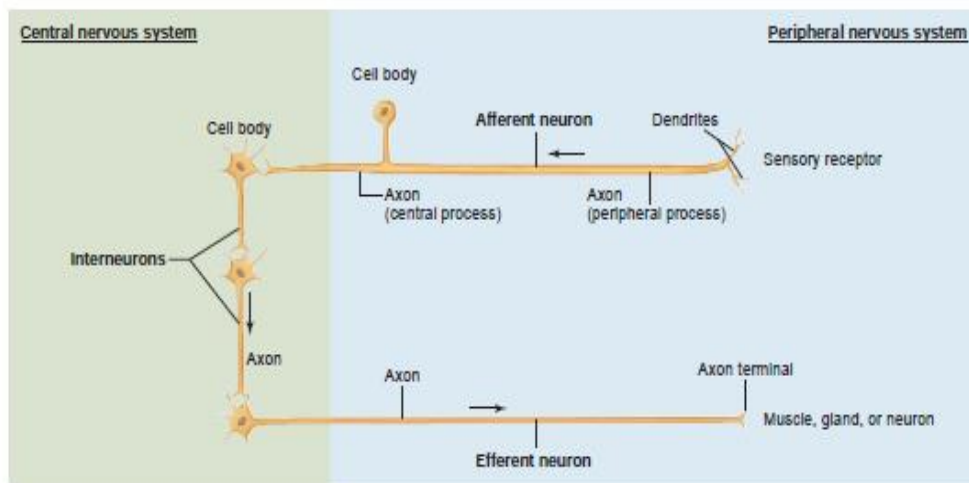 Central nervous system
Peripheral nervous system
Cell body
Cell body
Afferent neuron
Dendrites
Sensory receptor
Axon
(central process)
Axon
(peripheral process)
Interneurons
Axon
Axon
Axon terminal
Muscle, gland, or neuron
Efferent neuron